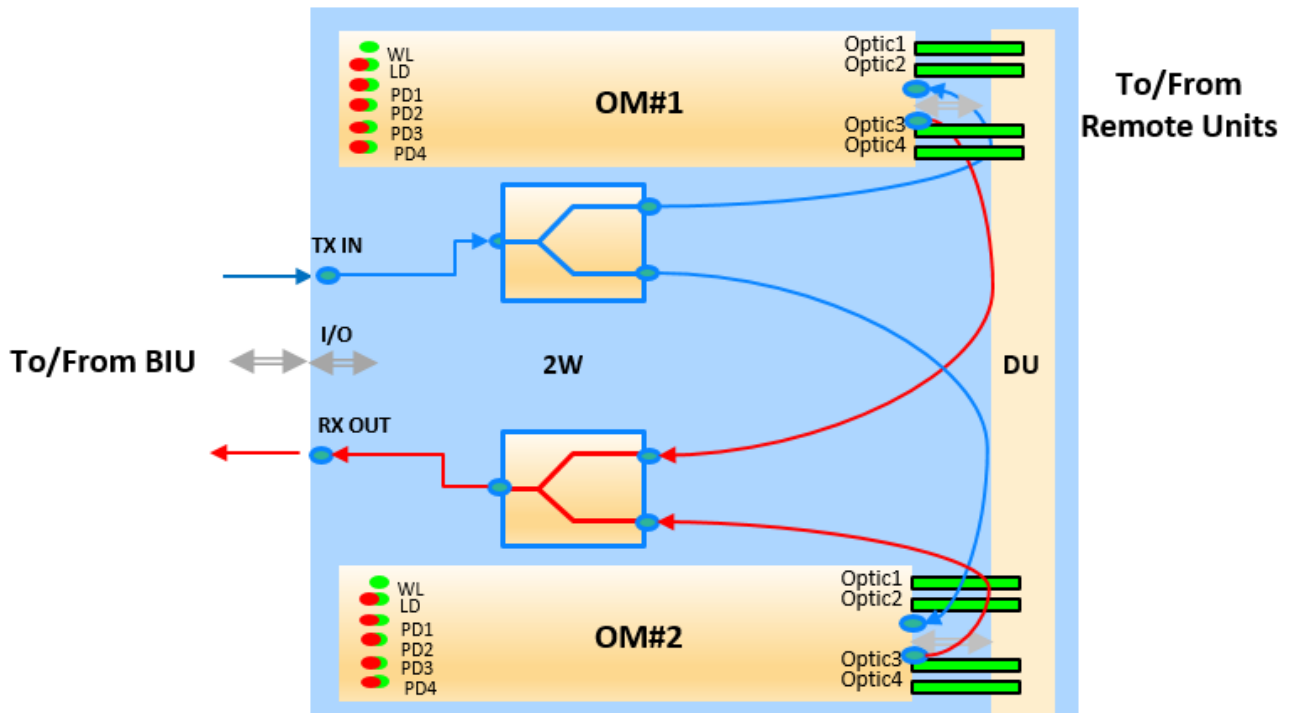 Optic1
WL
Optic2
LD
To/From
Remote Units
PD1
OM#1
PD2
PD3
Optic3
PD4
Optic4
TX IN
I/O
To/From BIU
2W
DU
RX OUT
Optic1
WL
Optic2
LD
PD1
OM#2
PD2
PD3
Optic3
PD4
Optic4